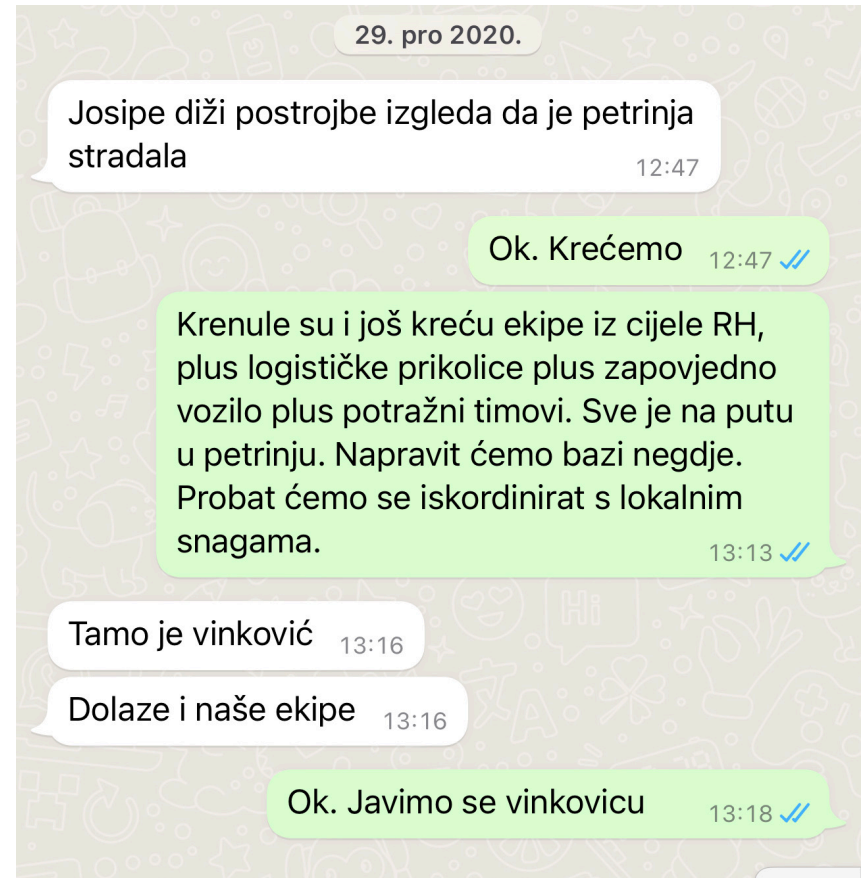 29. pro 2020.
Josipe diži postrojbe izgleda da je petrinja
stradala
12:47
Ok. Krećemo 12:47
Krenule su i još kreću ekipe iz cijele RH,
plus logističke prikolice plus zapovjedno
vozilo plus potražni timovi. Sve je na putu
u petrinju. Napravit ćemo bazi negdje.
Probat ćemo se iskordinirat s lokalnim
snagama.
13:13
Tamo je vinković 13:16
Dolaze i naše ekipe 13:16
Ok. Javimo se vinkovicu 13:18